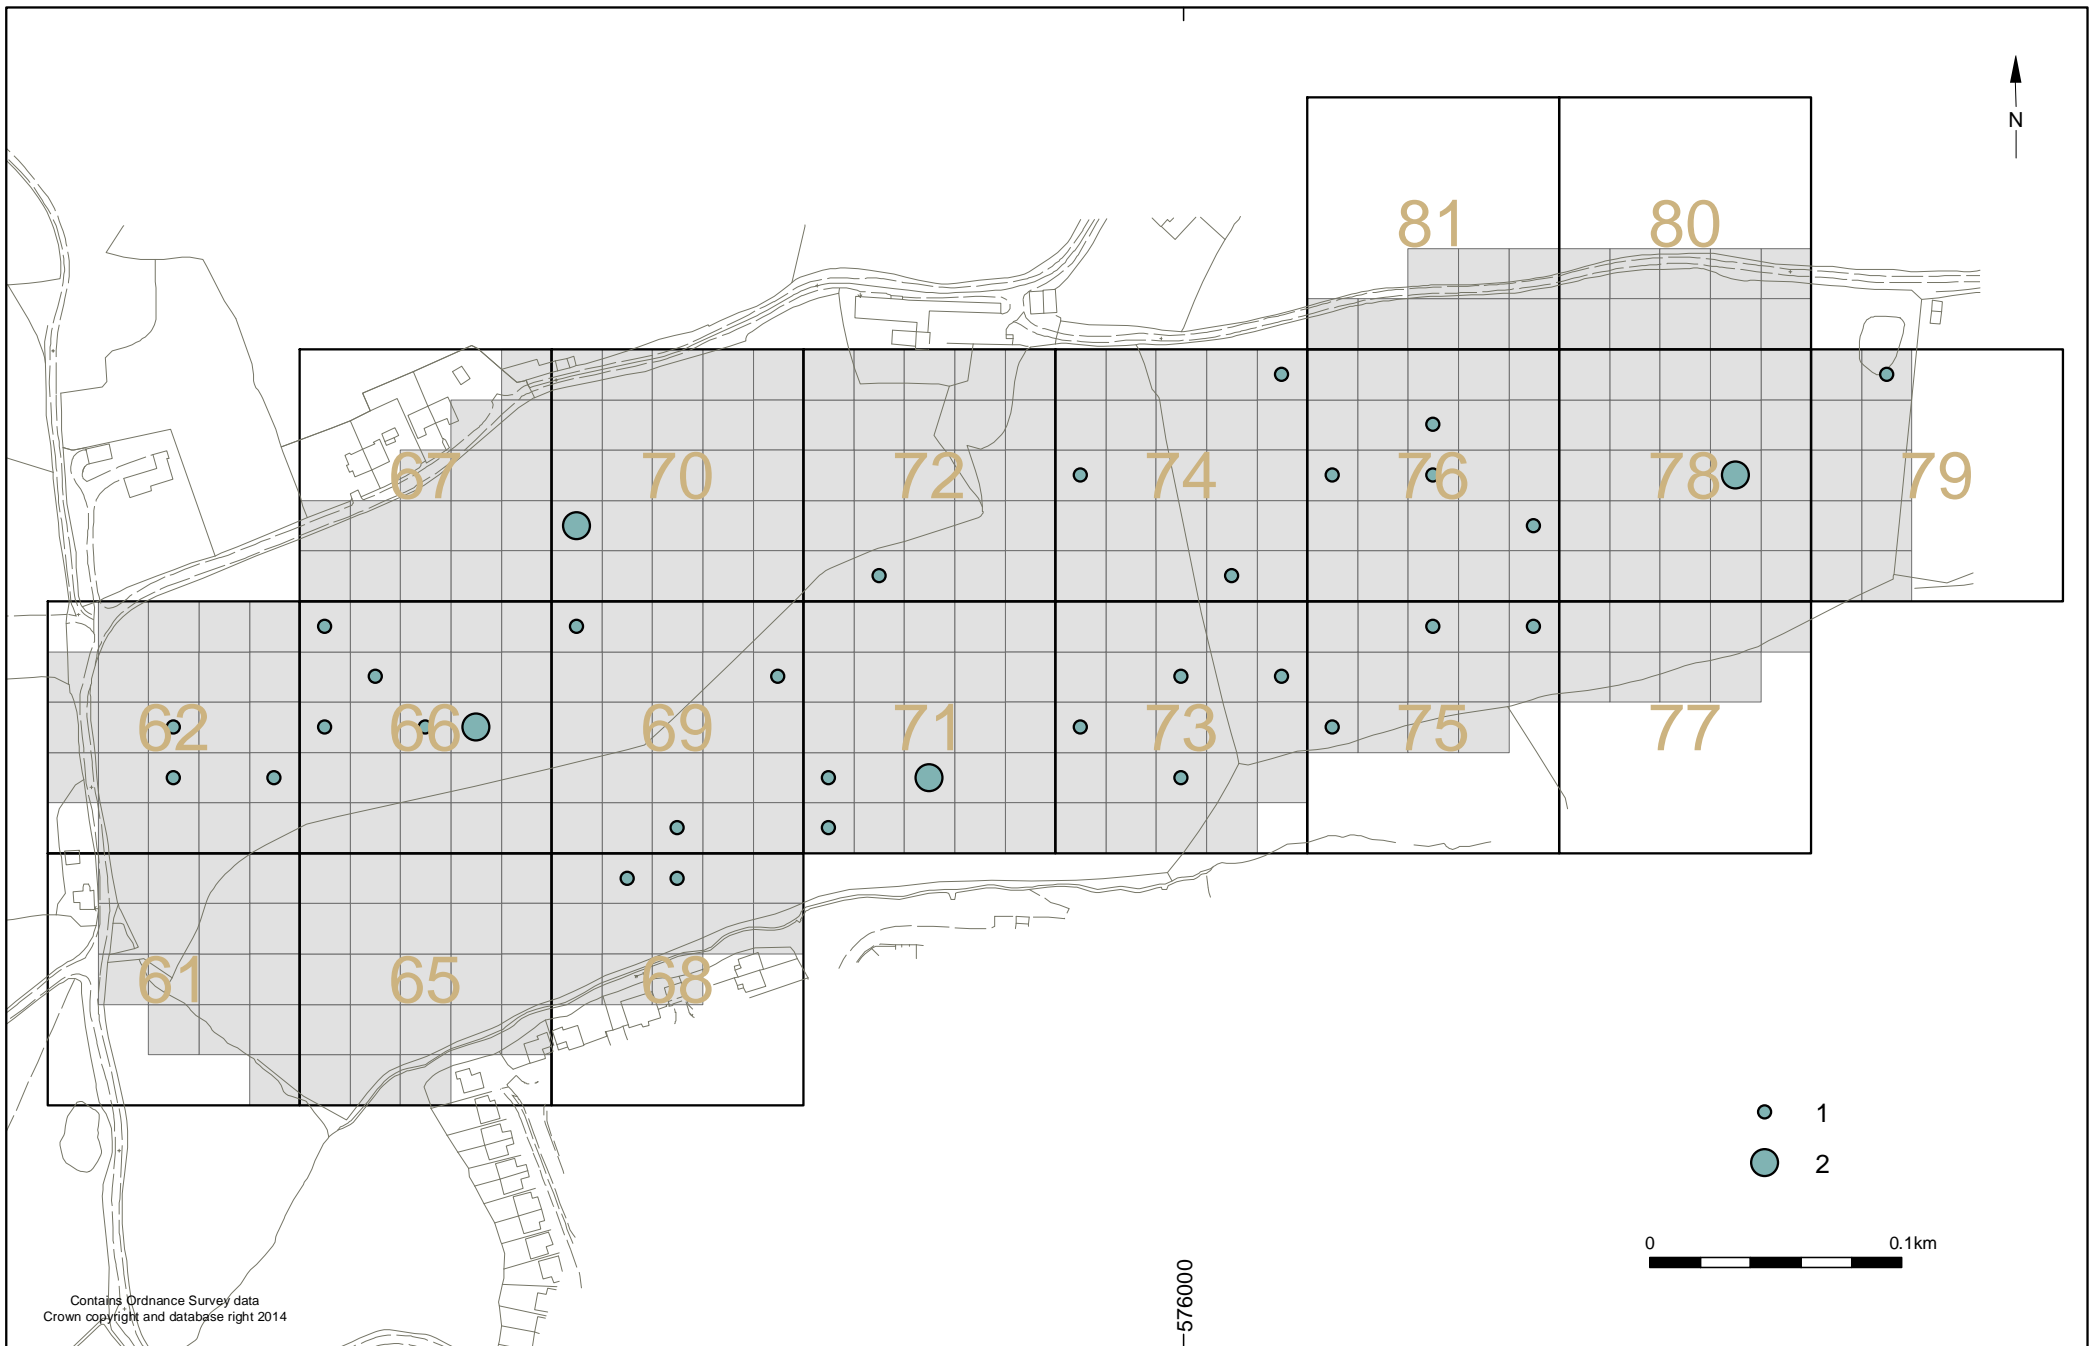 N
81 80
67 70 72 74 76 78 79
62 66 69 71 73 75 77
61 65 68
1
2
0 0.1km
576000
Contains Ordnance Survey data
Crown copyright and database right 2014